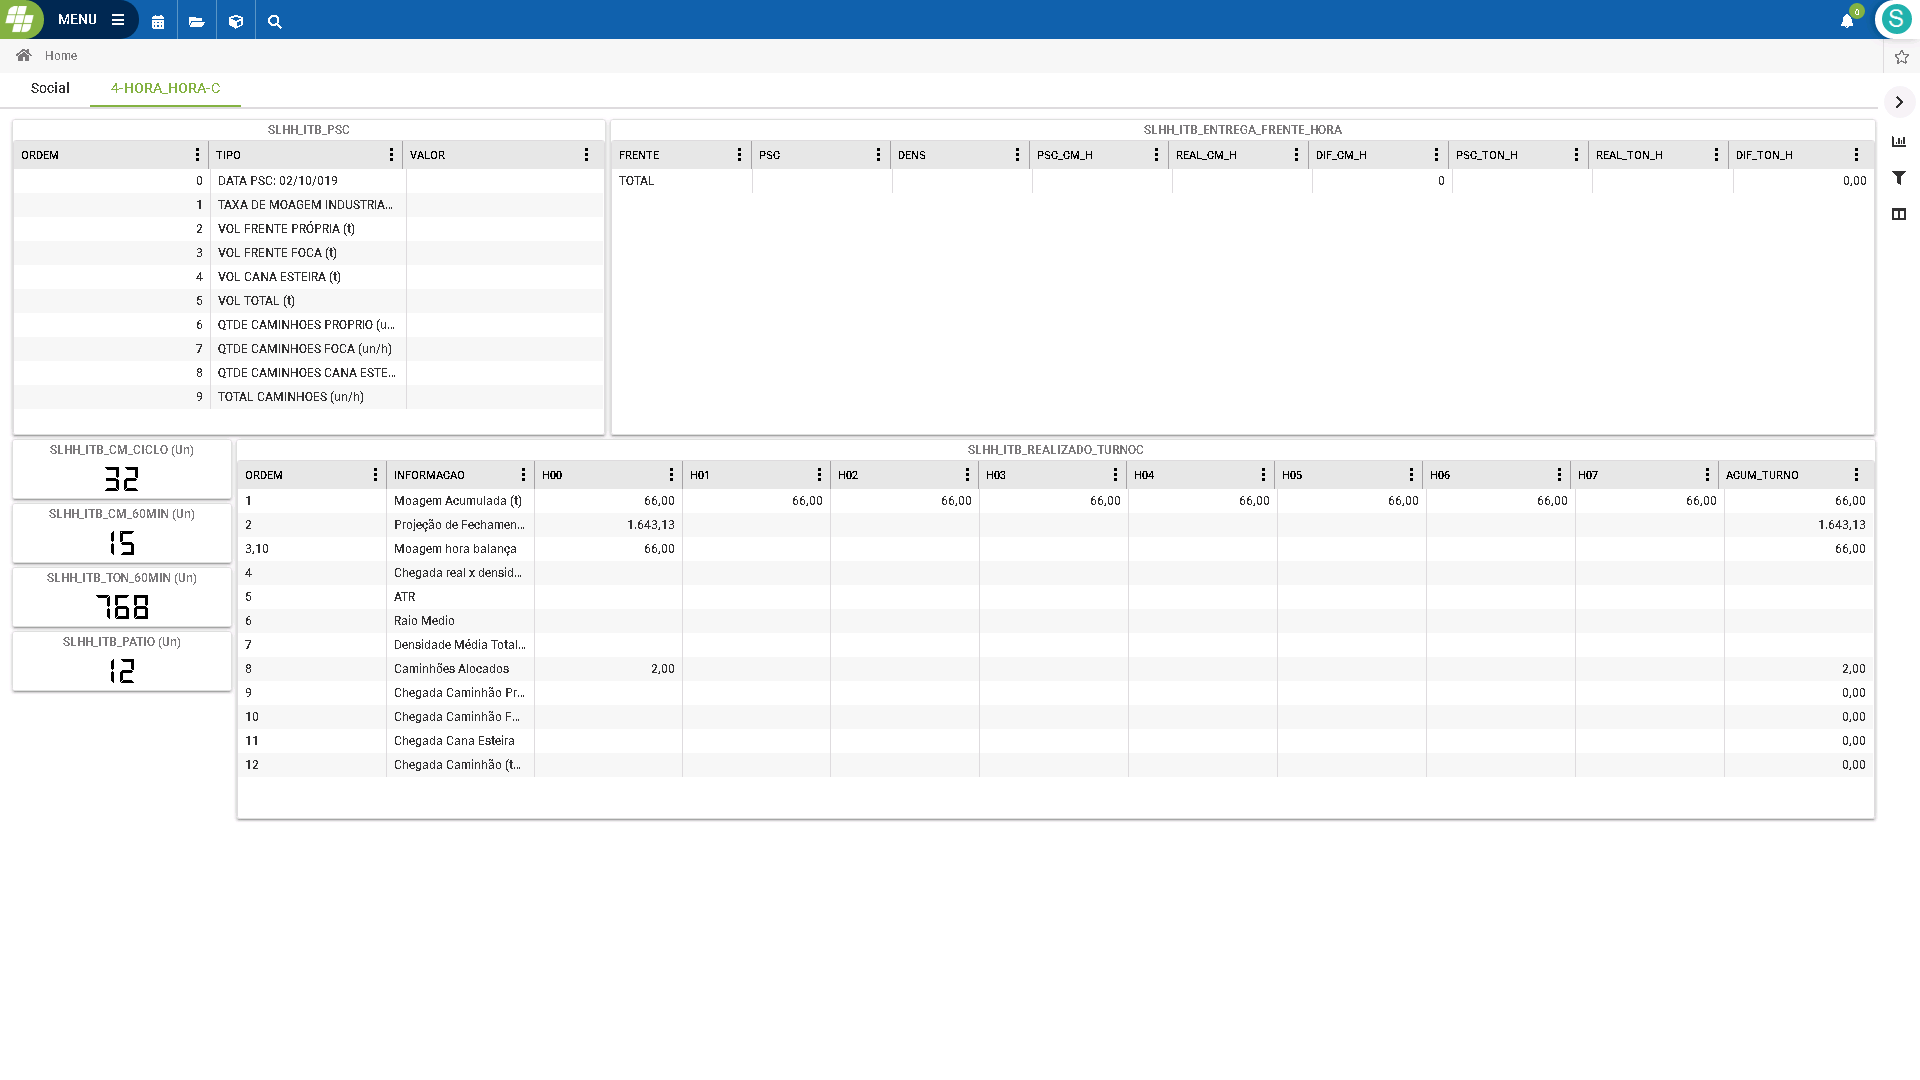 MENU
0
S
Home
Social
4-HORA_HORA-C
SLHH_ITB_PSC
ORDEM TIPO VALOR
0 DATA PSC: 02/10/019
1 TAXA DE MOAGEM INDUSTRIA...
2 VOL FRENTE PRÓPRIA (t)
3 VOL FRENTE FOCA (t)
4 VOL CANA ESTEIRA (t)
5 VOL TOTAL (t)
6 QTDE CAMINHOES PROPRIO (u...
7 QTDE CAMINHOES FOCA (un/h)
8 QTDE CAMINHOES CANA ESTE...
9 TOTAL CAMINHOES (un/h)
SLHH_ITB_ENTREGA_FRENTE_HORA
FRENTE PSC DENS PSC_CM_H REAL_CM_H DIF_CM_H PSC_TON_H REAL_TON_H DIF_TON_H
TOTAL 0 0,00
SLHH_ITB_CM_CICLO (Un)
32
SLHH_ITB_CM_60MIN (Un)
15
SLHH_ITB_TON_60MIN (Un)
768
SLHH_ITB_PATIO (Un)
12
SLHH_ITB_REALIZADO_TURNOC
ORDEM INFORMACAO H00 H01 H02 H03 H04 H05 H06 H07 ACUM_TURNO
1 Moagem Acumulada (t) 66,00 66,00 66,00 66,00 66,00 66,00 66,00 66,00 66,00
2 Projeção de Fechamen... 1.643,13 1.643,13
3,10 Moagem hora balança 66,00 66,00
4 Chegada real x densid...
5 ATR
6 Raio Medio
7 Densidade Média Total...
8 Caminhões Alocados 2,00 2,00
9 Chegada Caminhão Pr... 0,00
10 Chegada Caminhão F... 0,00
11 Chegada Cana Esteira 0,00
12 Chegada Caminhão (t... 0,00